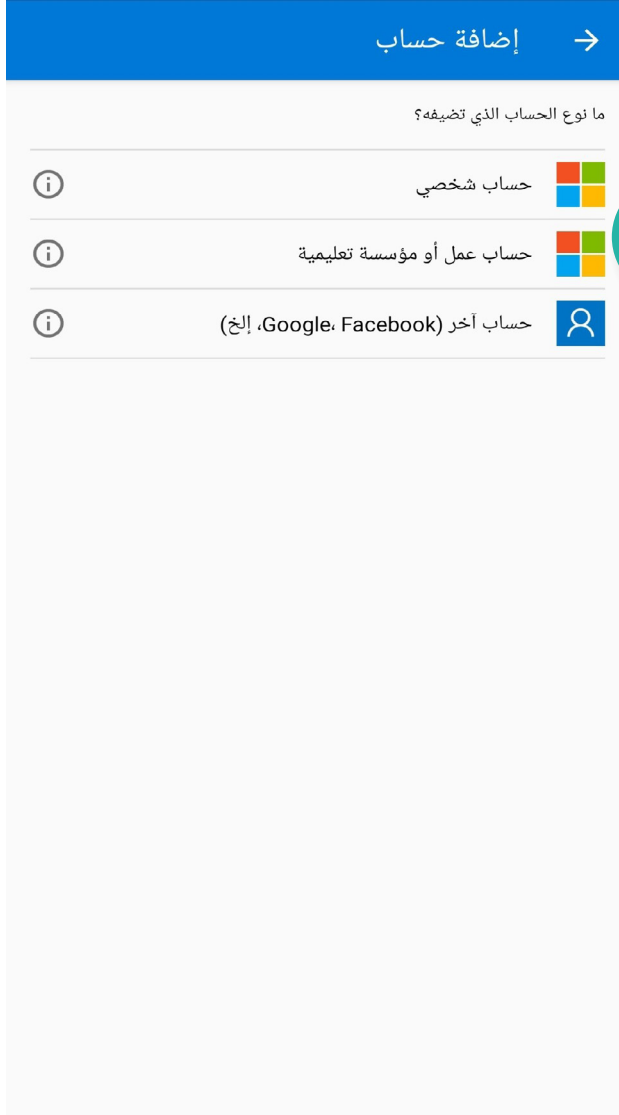 إضافة حساب
ما نوع الحساب الذي تضيفه؟
حساب شخصي
حساب عمل أو مؤسسة تعليمية
حساب آخر (Google، Facebook، إلخ)